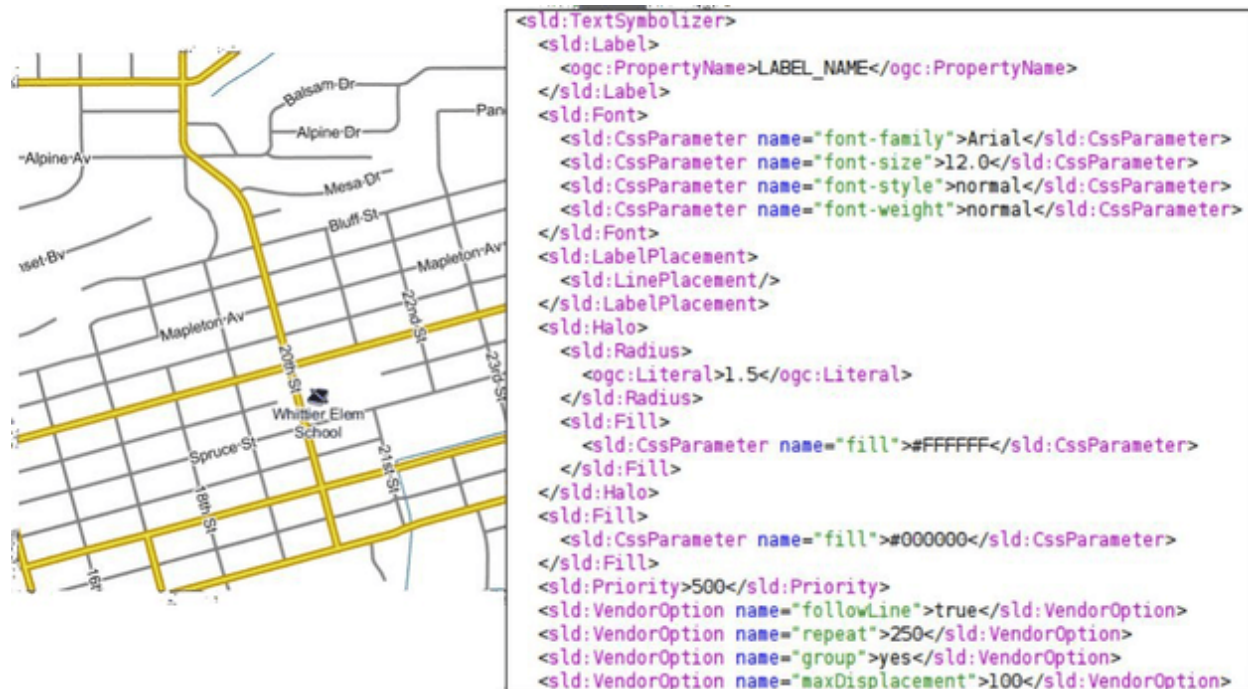 Balsam Dr
Pan
Alpine Dr
Alpine Av
Mesa Dr
Bluff St
nset Bv
Mapleton Av
22nd St
Mapleton Av
20th St
23rd St
Whittier Elem
School
Spruce St
21st St
18th St
16t
<sld:TextSymbolizer>
<sld:Label>
<ogc:PropertyName>LABEL_NAME</ogc:PropertyName>
</sld:Label>
<sld:Font>
<sld:CssParameter name="font-family">Arial</sld:CssParameter>
<sld:CssParameter name="font-size">12.0</sld:CssParameter>
<sld:CssParameter name="font-style">normal</sld:CssParameter>
<sld:CssParameter name="font-weight">normal</sld:CssParameter>
</sld:Font>
<sld:LabelPlacement>
<sld:LinePlacement/>
</sld:LabelPlacement>
<sld:Halo>
<sld:Radius>
<ogc:Literal>1.5</ogc:Literal>
</sld:Radius>
<sld:Fill>
<sld:CssParameter name="fill">#FFFFFF</sld:CssParameter>
</sld:Fill>
</sld:Halo>
<sld:Fill>
<sld:CssParameter name="fill">#000000</sld:CssParameter>
</sld:Fill>
<sld:Priority>500</sld:Priority>
<sld:VendorOption name="followLine">true</sld:VendorOption>
<sld:VendorOption name="repeat">250</sld:VendorOption>
<sld:VendorOption name="group">yes</sld:VendorOption>
<sld:VendorOption name="maxDisplacement">100</sld:VendorOption>